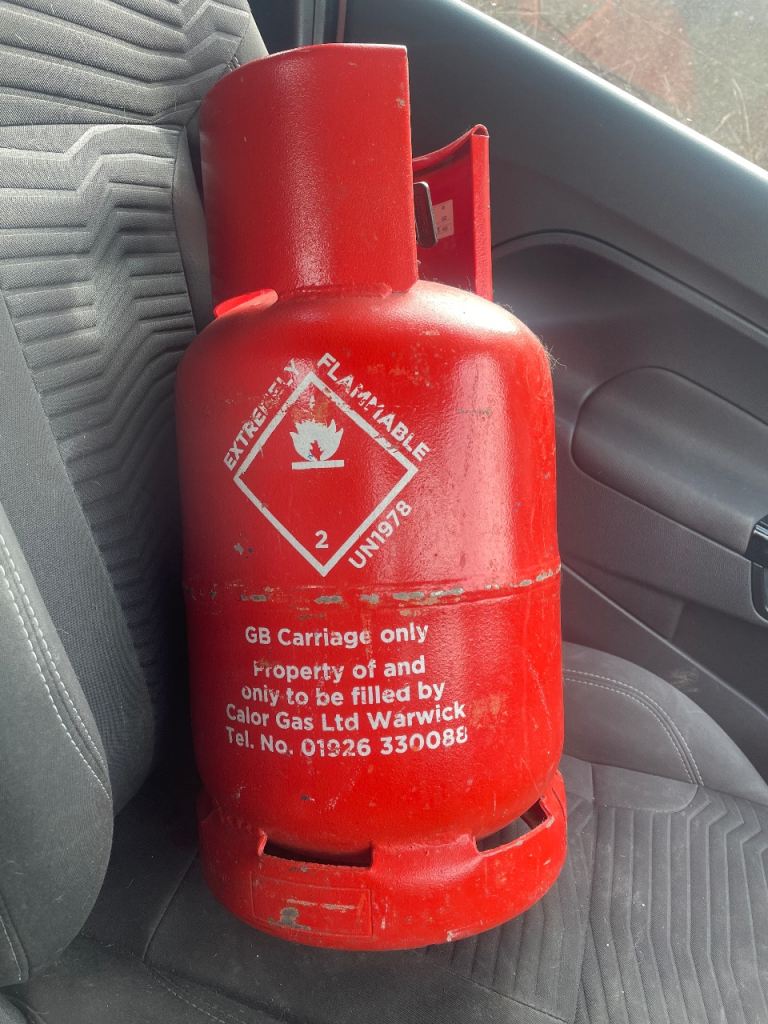 EXTREMELY
FLAMMABLE
2
UN1978
GB Carriage only
Property of and
only to be filled by
Calor Gas Ltd Warwick
Tel. No. 01926 330088